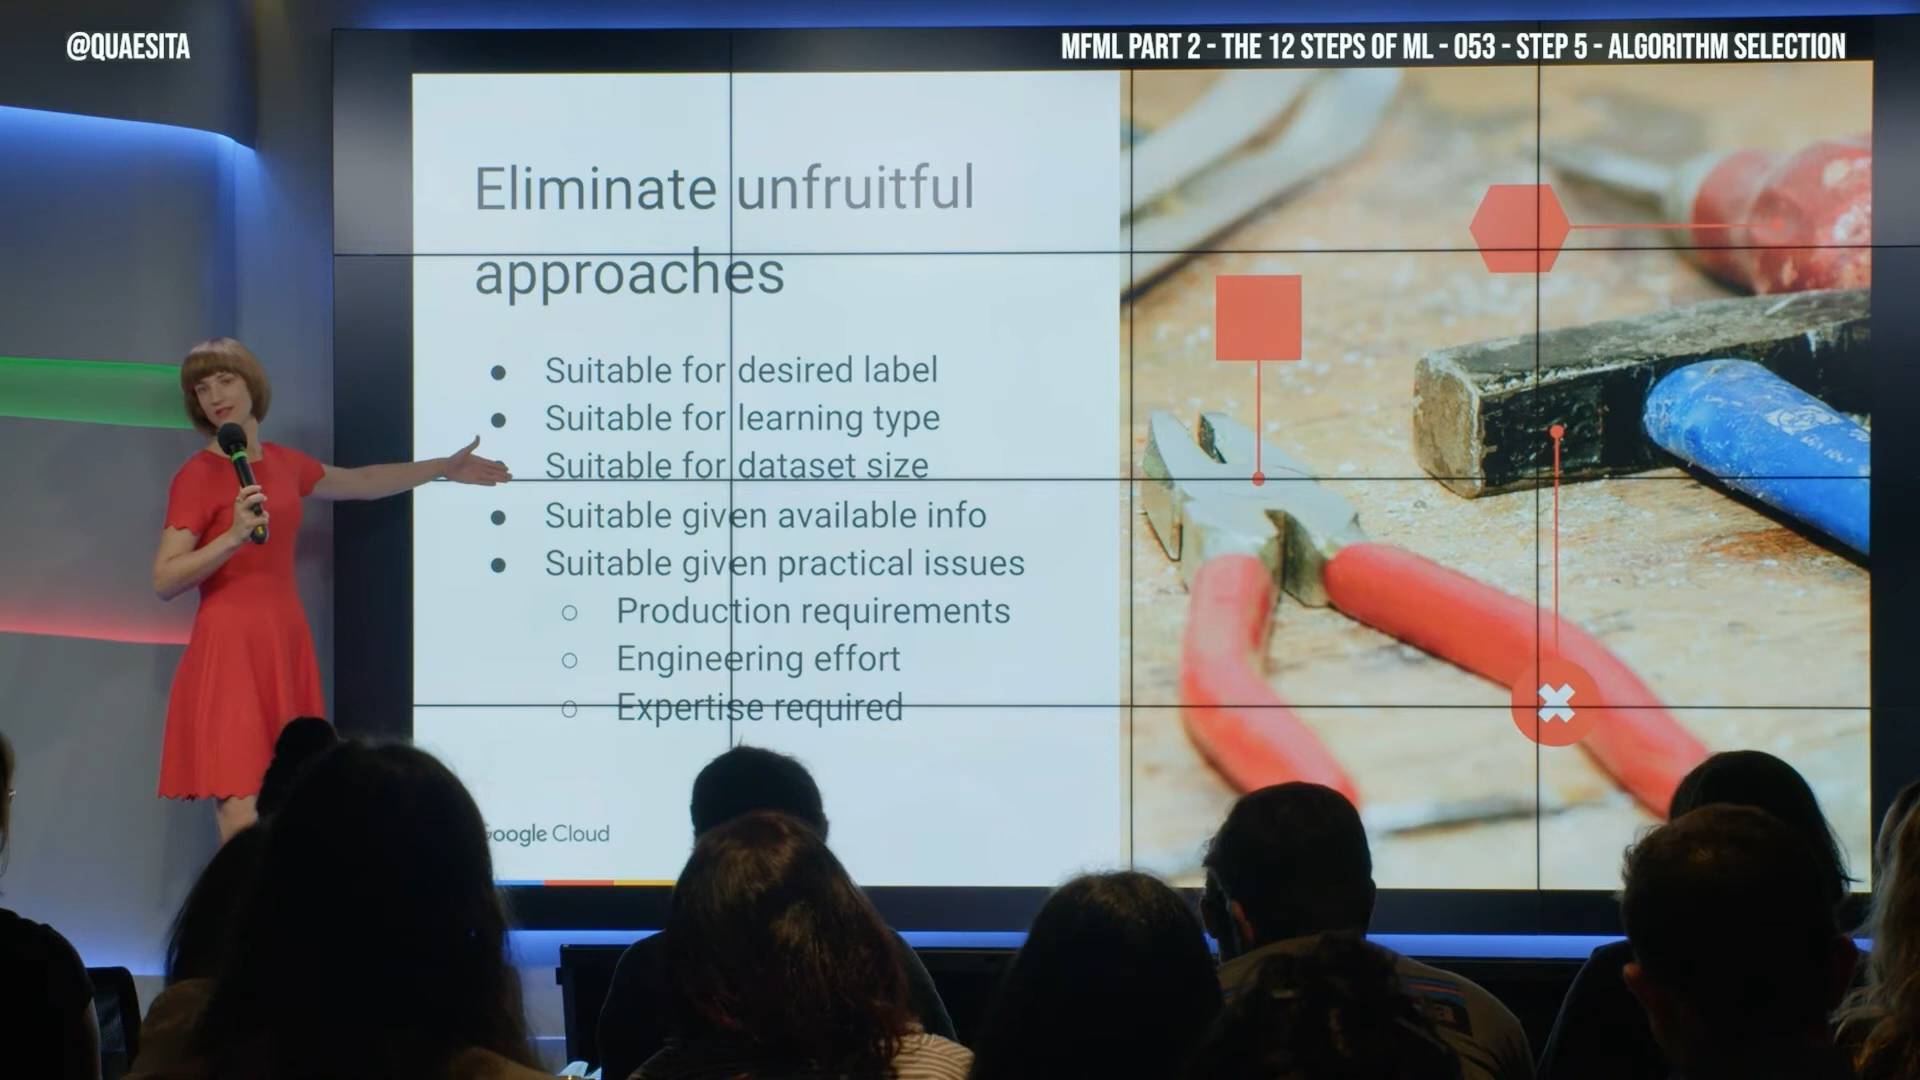 @QUAESITA
MFML PART 2 - THE 12 STEPS OF ML - 053 - STEP 5 - ALGORITHM SELECTION
Eliminate unfruitful
approaches
● Suitable for desired label
● Suitable for learning type
Suitable for dataset size
● Suitable given available info
● Suitable given practical issues
○ Production requirements
○ Engineering effort
○ Expertise required
Google Cloud